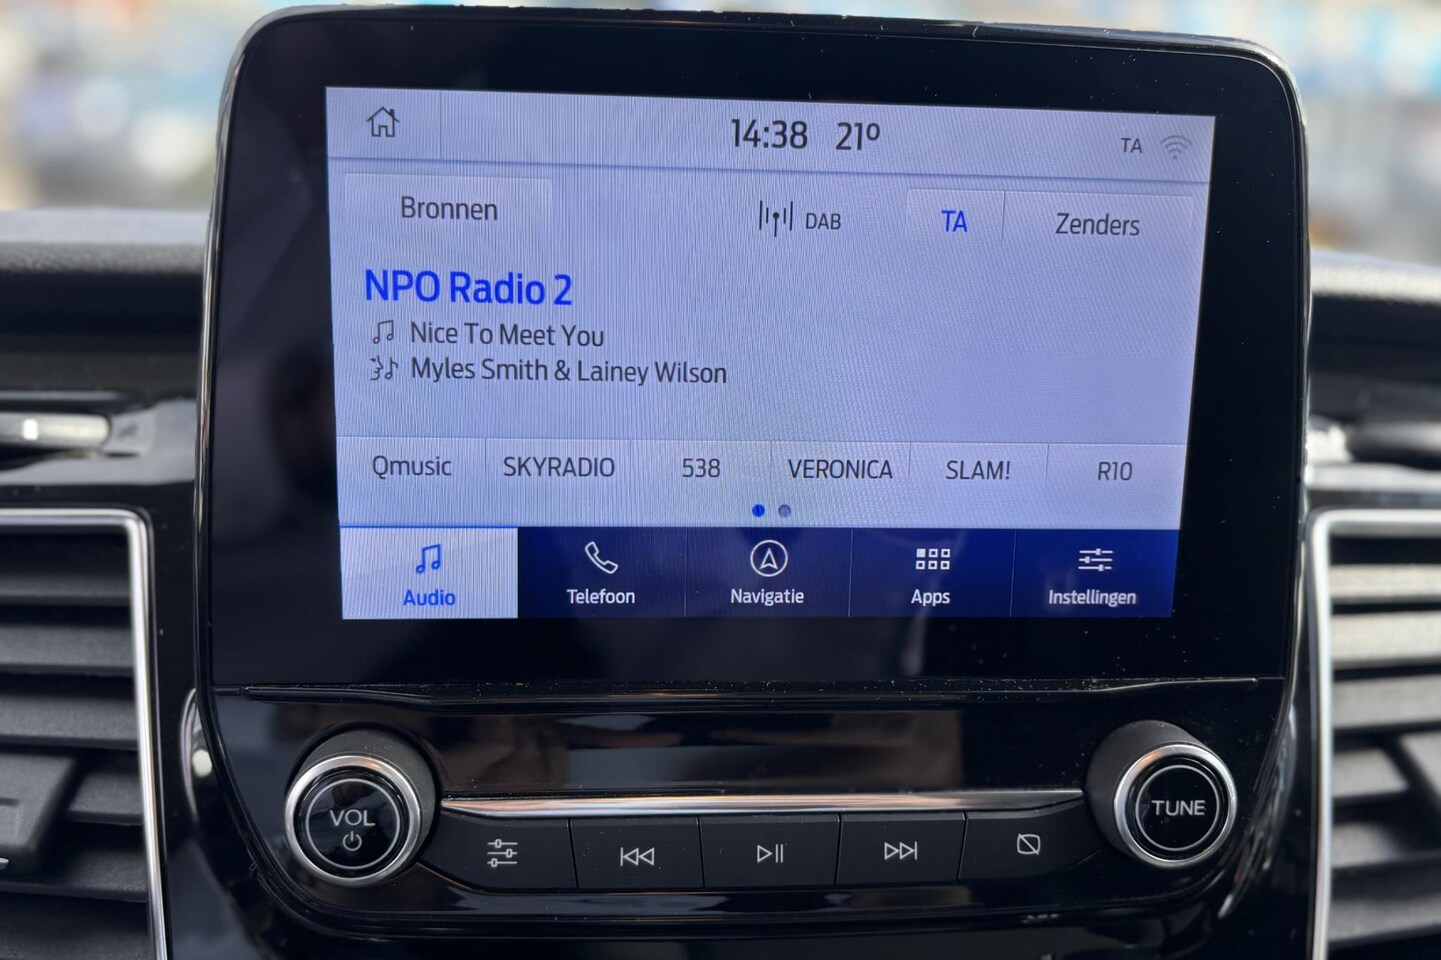 14:38 21º TA
Bronnen DAB TA Zenders
NPO Radio 2
Nice To Meet You
Myles Smith & Lainey Wilson
Qmusic SKYRADIO 538 VERONICA SLAM! R10
Audio Telefoon Navigatie Apps Instellingen
VOL TUNE